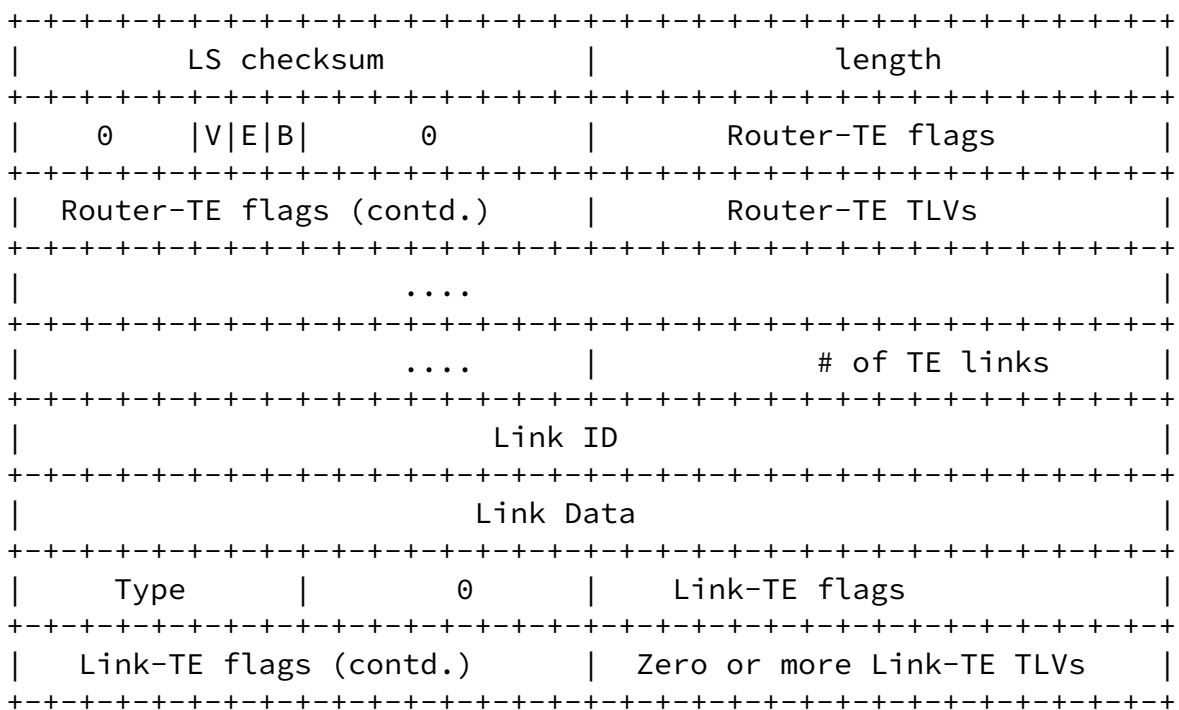 +-+-+-+-+-+-+-+-+-+-+-+-+-+-+-+-+-+-+-+-+-+-+-+-+-+-+-+-+-+-+-+-+
|          LS checksum           |             length            |
+-+-+-+-+-+-+-+-+-+-+-+-+-+-+-+-+-+-+-+-+-+-+-+-+-+-+-+-+-+-+-+-+
|    0    |V|E|B|      0        |       Router-TE flags         |
+-+-+-+-+-+-+-+-+-+-+-+-+-+-+-+-+-+-+-+-+-+-+-+-+-+-+-+-+-+-+-+-+
|  Router-TE flags (contd.)     |       Router-TE TLVs          |
+-+-+-+-+-+-+-+-+-+-+-+-+-+-+-+-+-+-+-+-+-+-+-+-+-+-+-+-+-+-+-+-+
|                     ....                                      |
+-+-+-+-+-+-+-+-+-+-+-+-+-+-+-+-+-+-+-+-+-+-+-+-+-+-+-+-+-+-+-+-+
|                     ....      |            # of TE links      |
+-+-+-+-+-+-+-+-+-+-+-+-+-+-+-+-+-+-+-+-+-+-+-+-+-+-+-+-+-+-+-+-+
|                          Link ID                              |
+-+-+-+-+-+-+-+-+-+-+-+-+-+-+-+-+-+-+-+-+-+-+-+-+-+-+-+-+-+-+-+-+
|                         Link Data                             |
+-+-+-+-+-+-+-+-+-+-+-+-+-+-+-+-+-+-+-+-+-+-+-+-+-+-+-+-+-+-+-+-+
|     Type      |        0      |    Link-TE flags              |
+-+-+-+-+-+-+-+-+-+-+-+-+-+-+-+-+-+-+-+-+-+-+-+-+-+-+-+-+-+-+-+-+
|   Link-TE flags (contd.)      |  Zero or more Link-TE TLVs    |
+-+-+-+-+-+-+-+-+-+-+-+-+-+-+-+-+-+-+-+-+-+-+-+-+-+-+-+-+-+-+-+-+